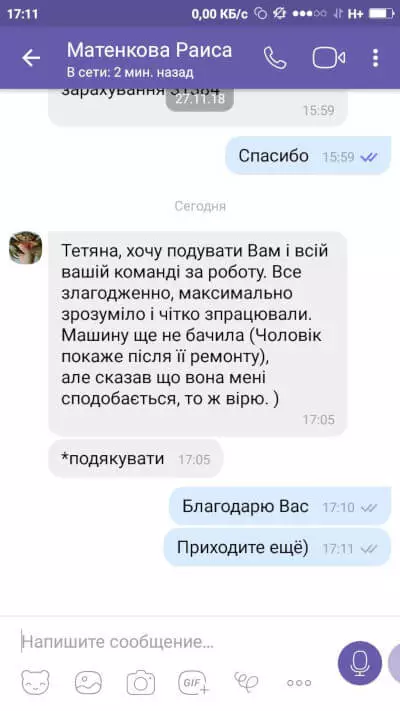 17:11
0,00 КБ/с
H+
Матенкова Раиса
В сети: 2 мин. назад
зарахування 31384
27.11.18
15:59
Спасибо 15:59
Сегодня
Тетяна, хочу подувати Вам і всій
вашій команді за роботу. Все
злагодженно, максимально
зрозуміло і чітко зпрацювали.
Машину ще не бачила (Чоловік
покаже після її ремонту),
але сказав що вона мені
сподобається, то ж вірю. )
17:05
*подякувати 17:05
Благодарю Вас 17:10
Приходите ещё) 17:11
Напишите сообщение...
GIF